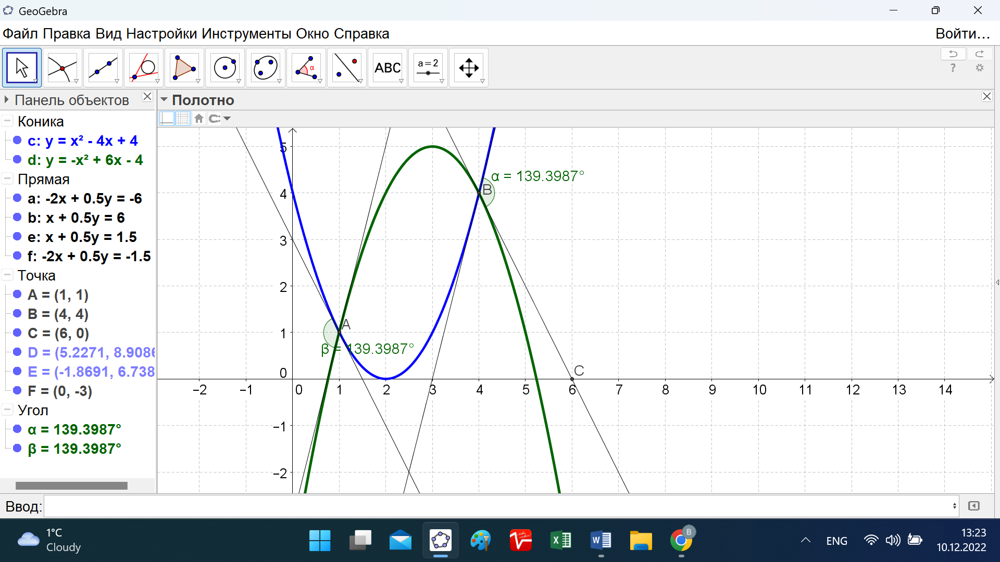 GeoGebra
Файл Правка Вид Настройки Инструменты Окно Справка
Войти...
α
ABC
a=2
?
Панель объектов
Полотно
Коника
c: y = x² - 4x + 4
d: y = -x² + 6x - 4
Прямая
a: -2x + 0.5y = -6
b: x + 0.5y = 6
e: x + 0.5y = 1.5
f: -2x + 0.5y = -1.5
Точка
A = (1, 1)
B = (4, 4)
C = (6, 0)
D = (5.2271, 8.9086
E = (-1.8691, 6.738
F = (0, -3)
Угол
α = 139.3987°
β = 139.3987°
5
α = 139.3987°
B
4
3
2
A
1
β = 139.3987°
C
0
−2 −1 0 1 2 3 4 5 6 7 8 9 10 11 12 13 14
−1
−2
Ввод:
1°C
Cloudy
B
ENG
13:23
10.12.2022